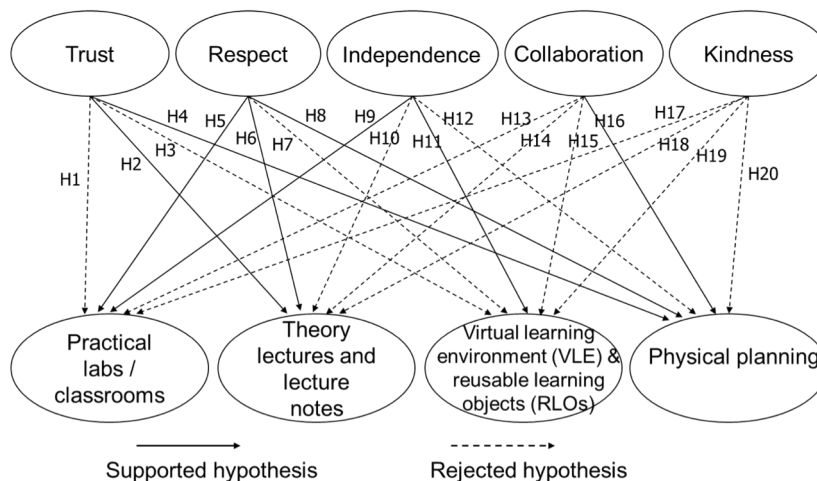 Trust
Respect
Independence
Collaboration
Kindness
H1
H2
H3
H4
H5
H6
H7
H8
H9
H10
H11
H12
H13
H14
H15
H16
H17
H18
H19
H20
Practical
labs /
classrooms
Theory
lectures and
lecture
notes
Virtual learning
environment (VLE) &
reusable learning
objects (RLOs)
Physical planning
Supported hypothesis
Rejected hypothesis